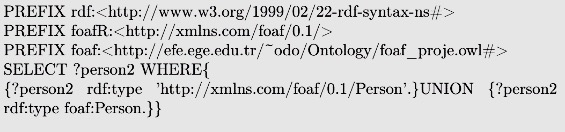 PREFIX rdf:<http://www.w3.org/1999/02/22-rdf-syntax-ns#>
PREFIX foafR:<http://xmlns.com/foaf/0.1/>
PREFIX foaf:<http://efe.ege.edu.tr/~odo/Ontology/foaf_proje.owl#>
SELECT ?person2 WHERE{
{?person2 rdf:type 'http://xmlns.com/foaf/0.1/Person'.}UNION {?person2
rdf:type foaf:Person.}}